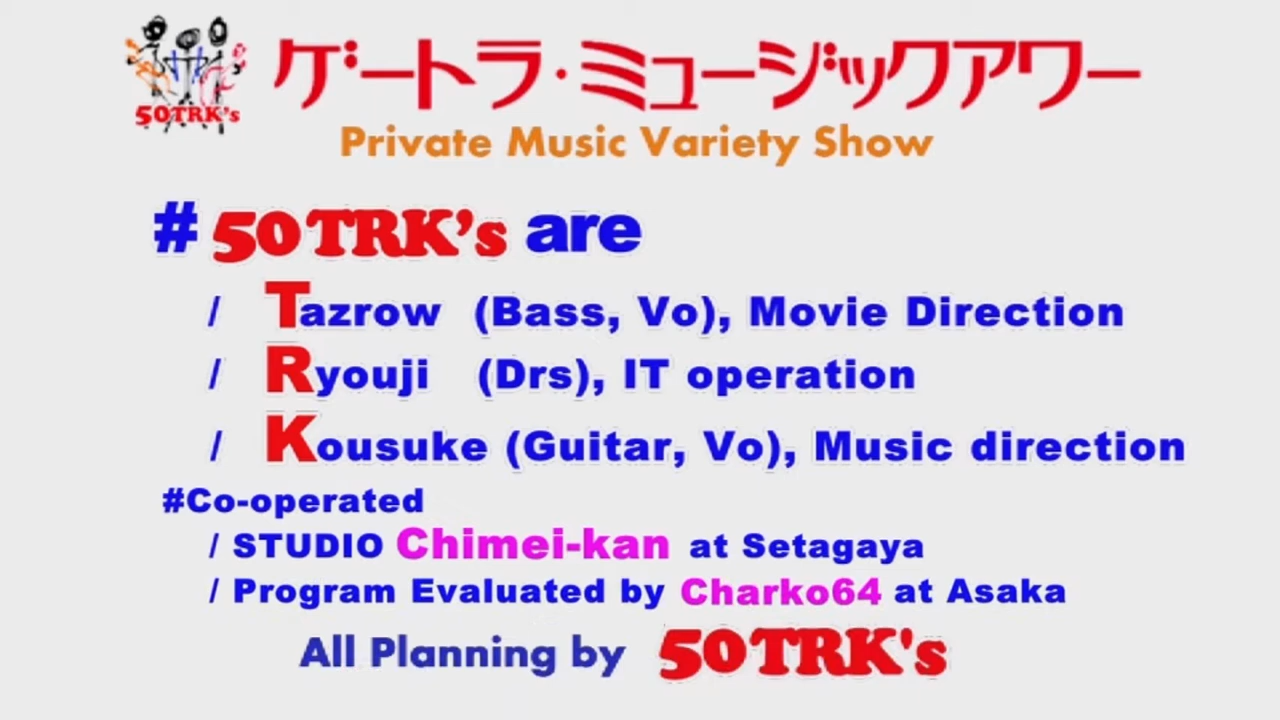 50TRK's
ゲートラ・ミュージックアワー
Private Music Variety Show
# 50TRK's are
/ Tazrow (Bass, Vo), Movie Direction
/ Ryouji (Drs), IT operation
/ Kousuke (Guitar, Vo), Music direction
#Co-operated
/ STUDIO Chimei-kan at Setagaya
/ Program Evaluated by Charko64 at Asaka
All Planning by 50TRK's